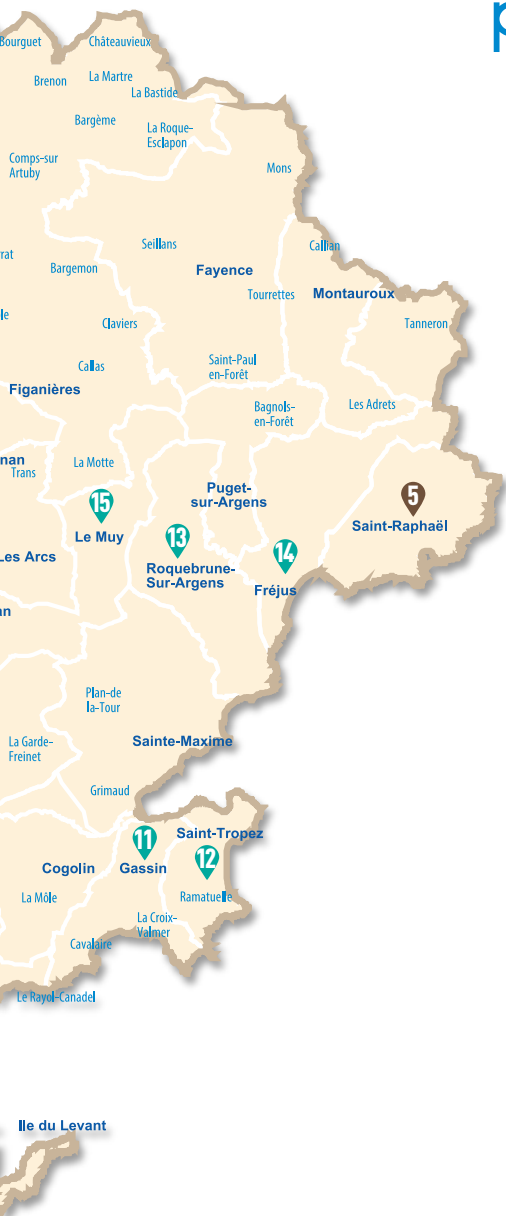 p
Bourguet
Châteauvieux
Brenon
La Martre
La Bastide
Bargème
La Roque-
Esclapon
Comps-sur
Artuby
Mons
Seillans
Callian
rat
Bargemon
Fayence
Tourrettes
Montauroux
le
Claviers
Tanneron
Saint-Paul
en-Forêt
Callas
Figanières
Bagnols-
en-Forêt
Les Adrets
nan
Trans
La Motte
15
Le Muy
Puget-
sur-Argens
5
Saint-Raphaël
13
Roquebrune-
Sur-Argens
14
Fréjus
Les Arcs
an
Plan-de
la-Tour
La Garde-
Freinet
Sainte-Maxime
Grimaud
11
Gassin
Saint-Tropez
12
Ramatuelle
Cogolin
La Môle
La Croix-
Valmer
Cavalaire
Le Rayol-Canadel
Ile du Levant